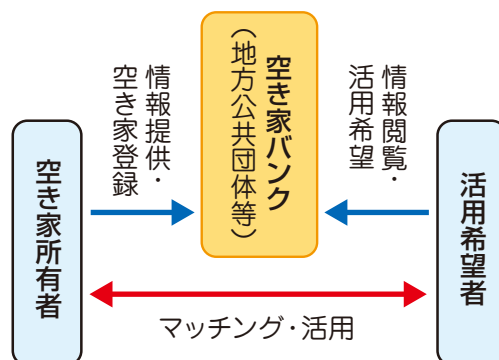 空き家バンク
（地方公共団体等）
情報提供・
空き家登録
情報閲覧・
活用希望
空き家所有者
活用希望者
マッチング・活用